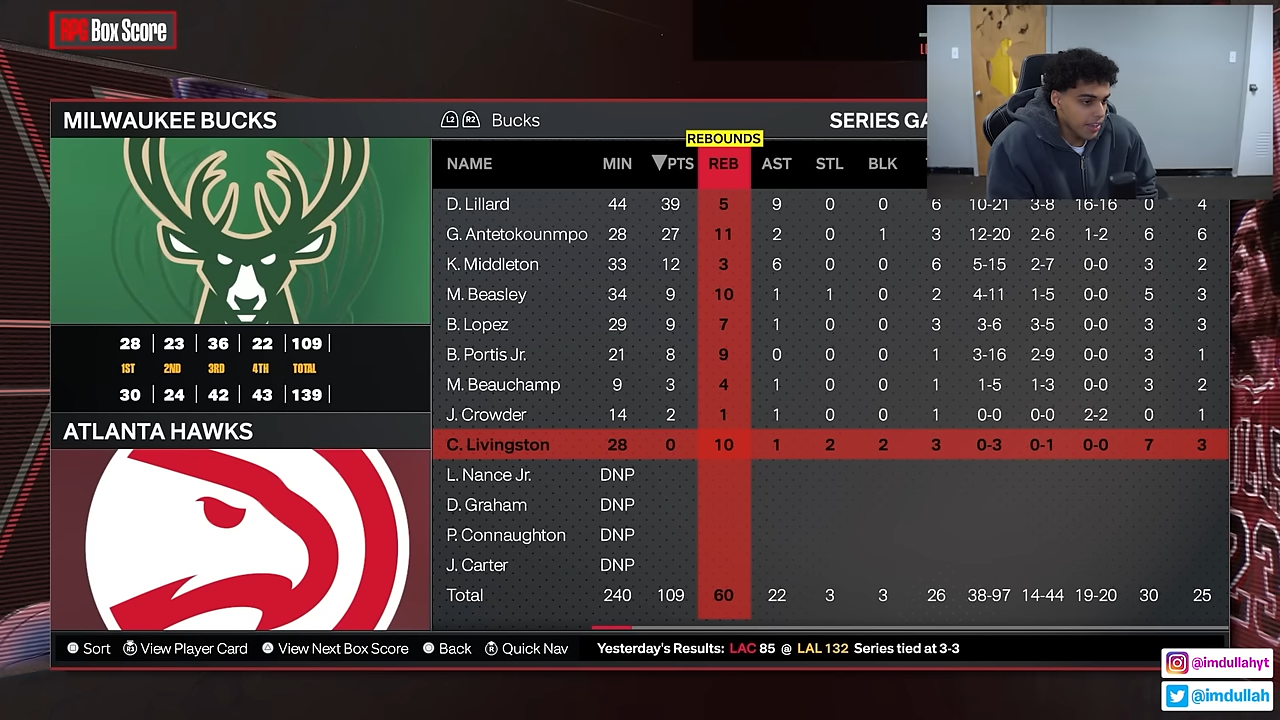 RPG Box Score
MILWAUKEE BUCKS
28 23 36 22 109
1ST 2ND 3RD 4TH TOTAL
30 24 42 43 139
ATLANTA HAWKS
L2 R2 Bucks SERIES GA
REBOUNDS
NAME MIN PTS REB AST STL BLK
D. Lillard 44 39 5 9 0 0 6 10-21 3-8 16-16 0 4
G. Antetokounmpo 28 27 11 2 0 1 3 12-20 2-6 1-2 6 6
K. Middleton 33 12 3 6 0 0 6 5-15 2-7 0-0 3 2
M. Beasley 34 9 10 1 1 0 2 4-11 1-5 0-0 5 3
B. Lopez 29 9 7 1 0 0 3 3-6 3-5 0-0 3 3
B. Portis Jr. 21 8 9 0 0 0 1 3-16 2-9 0-0 3 1
M. Beauchamp 9 3 4 1 0 0 1 1-5 1-3 0-0 3 2
J. Crowder 14 2 1 1 0 0 1 0-0 0-0 2-2 0 1
C. Livingston 28 0 10 1 2 2 3 0-3 0-1 0-0 7 3
L. Nance Jr. DNP
D. Graham DNP
P. Connaughton DNP
J. Carter DNP
Total 240 109 60 22 3 3 26 38-97 14-44 19-20 30 25
Sort View Player Card View Next Box Score Back Quick Nav Yesterday's Results: LAC 85 @ LAL 132 Series tied at 3-3
@imdullahyt
@imdullah